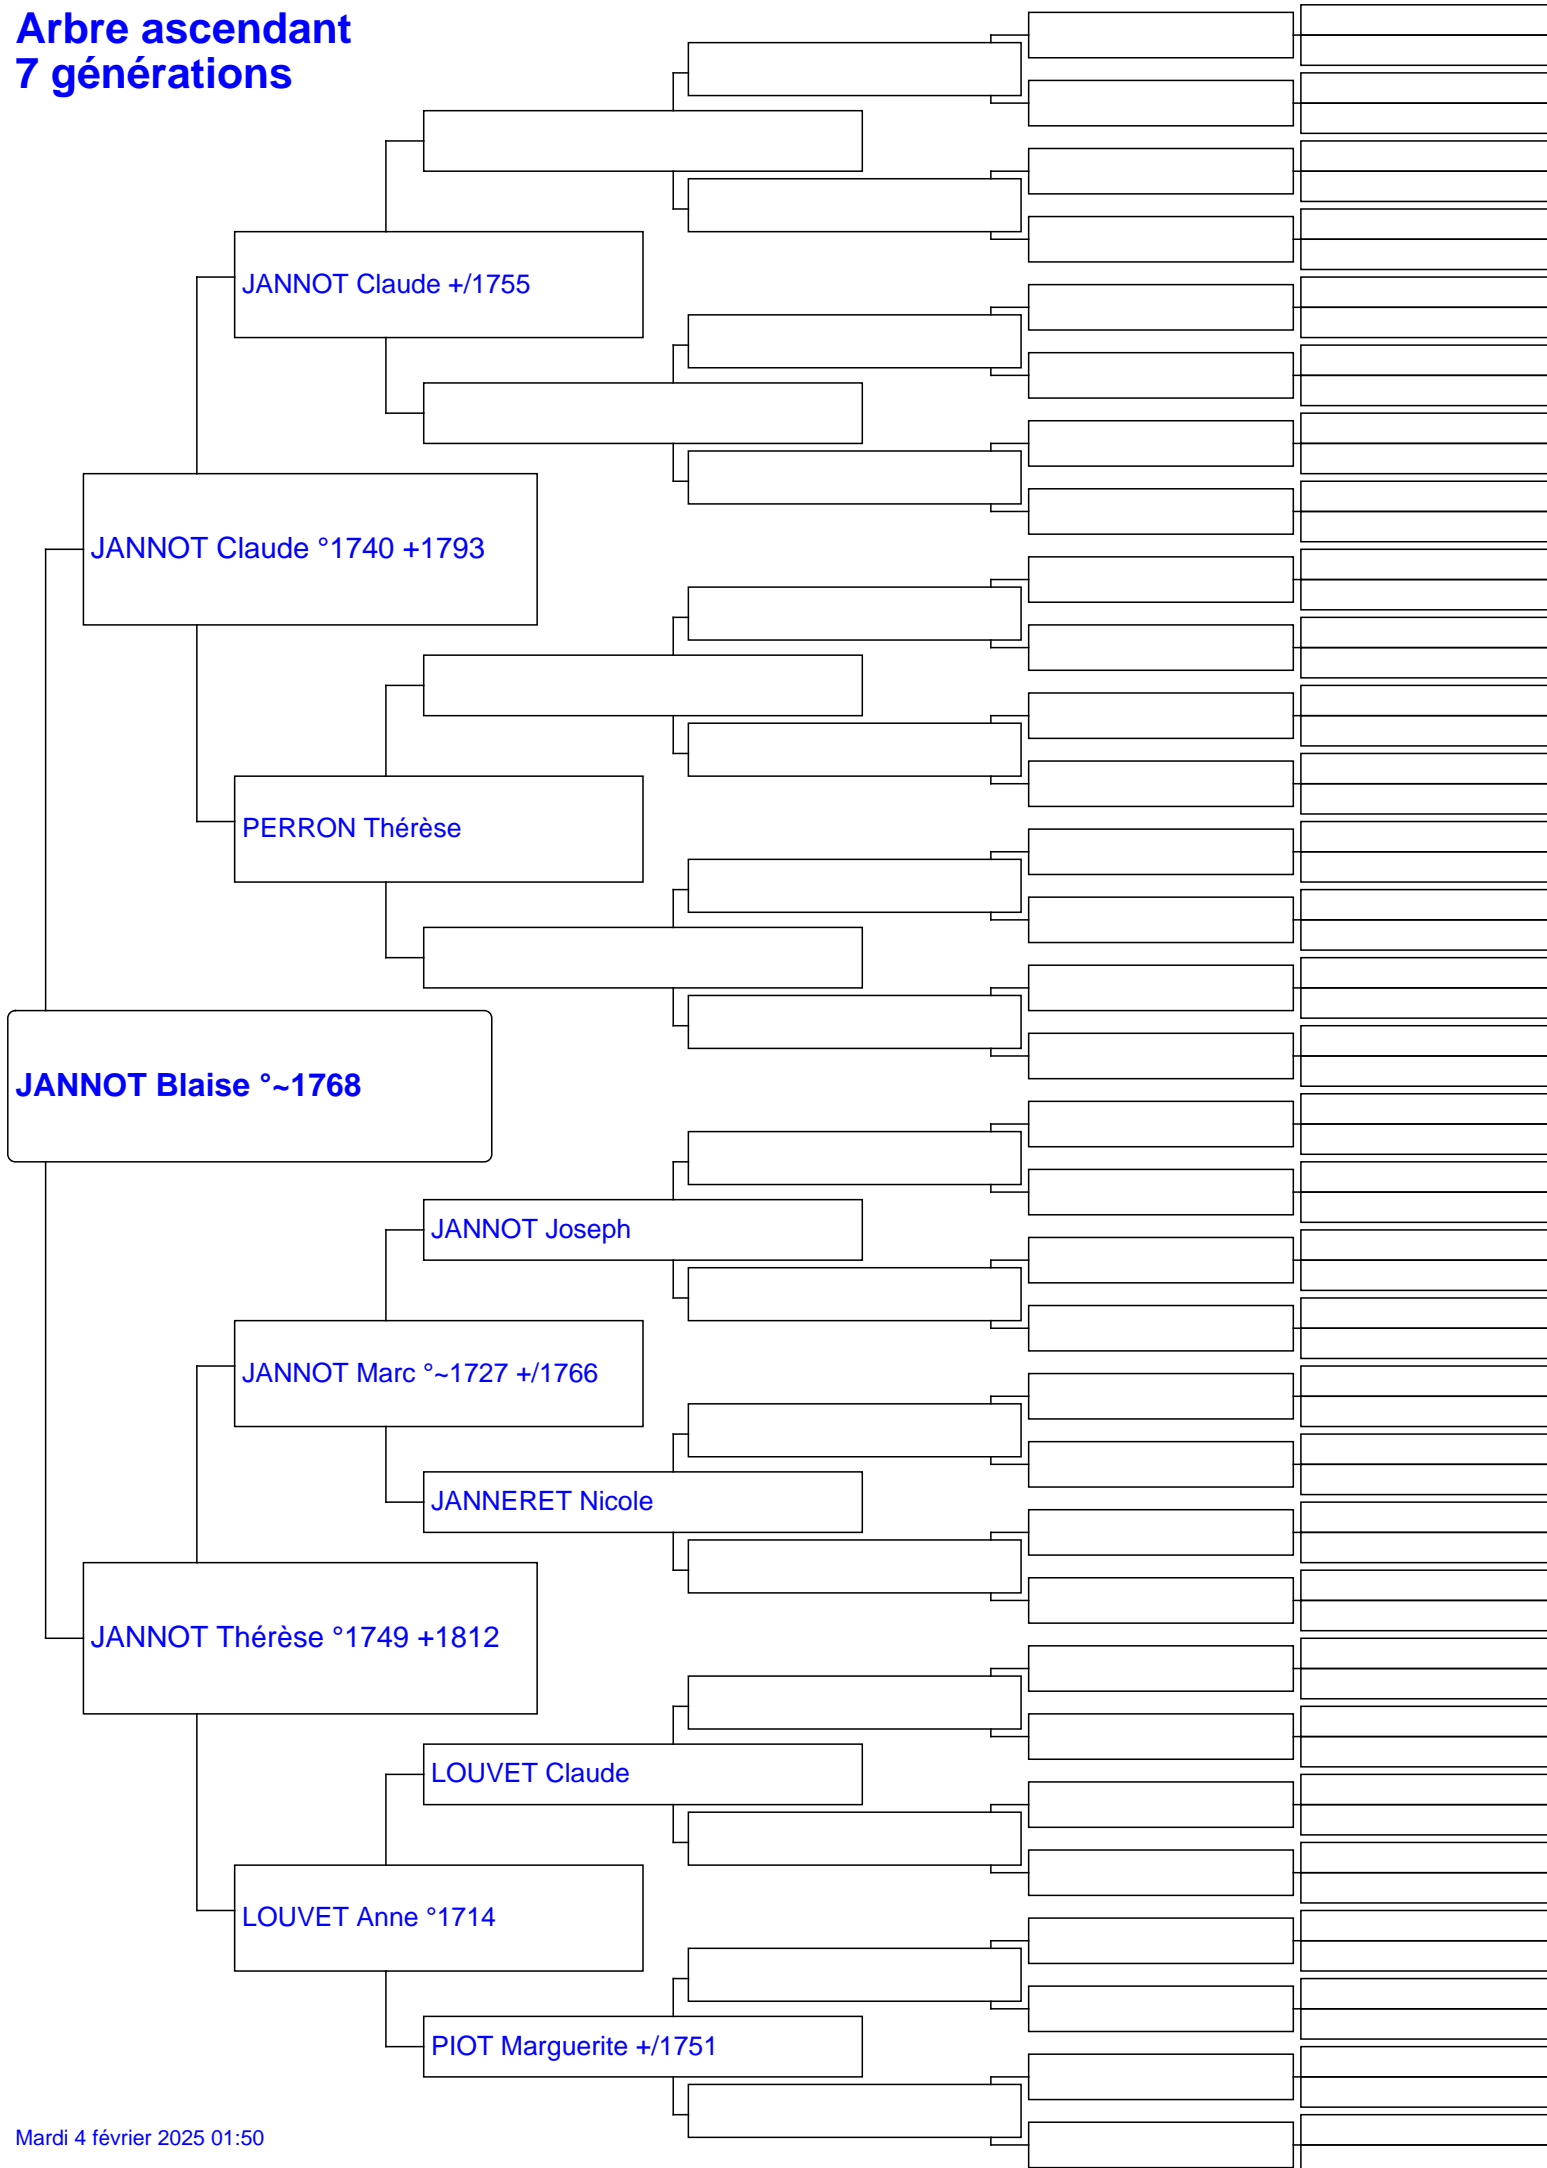 Arbre ascendant
7 générations
JANNOT Claude +/1755
JANNOT Claude °1740 +1793
PERRON Thérèse
JANNOT Blaise °~1768
JANNOT Joseph
JANNOT Marc °~1727 +/1766
JANNERET Nicole
JANNOT Thérèse °1749 +1812
LOUVET Claude
LOUVET Anne °1714
PIOT Marguerite +/1751
Mardi 4 février 2025 01:50